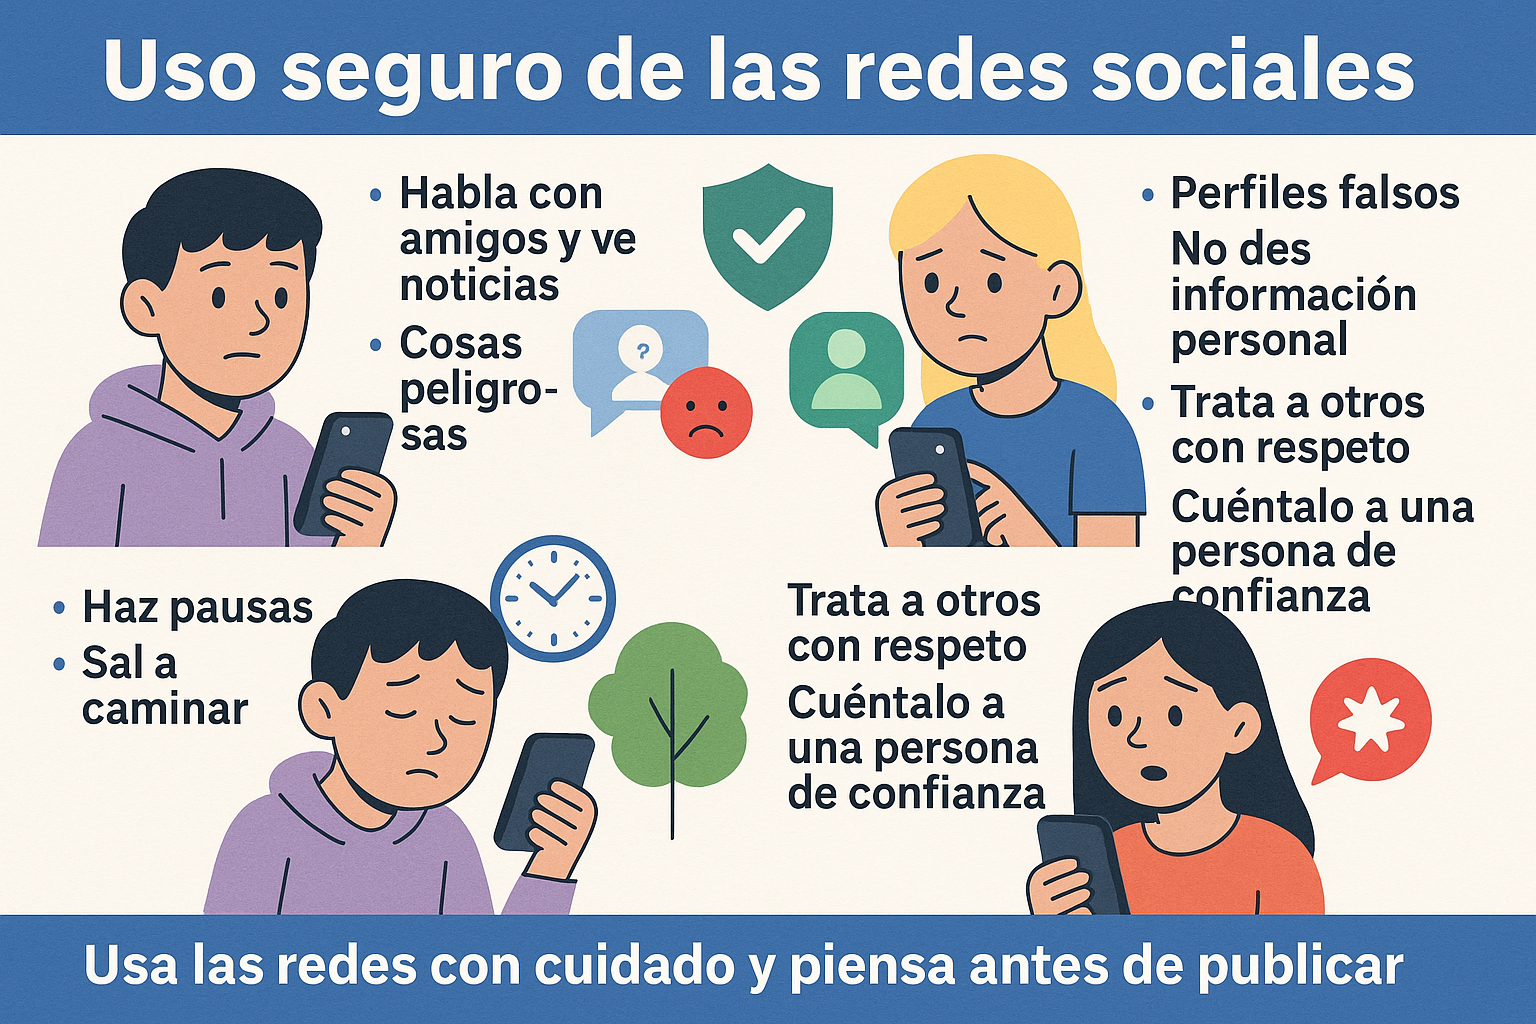 Uso seguro de las redes sociales
• Habla con
amigos y ve
noticias
• Cosas
peligro-
sas
?
• Perfiles falsos
No des
información
personal
• Trata a otros
con respeto
Cuéntalo a una
persona de
confianza
• Haz pausas
• Sal a
caminar
Trata a otros
con respeto
Cuéntalo a
una persona
de confianza
Usa las redes con cuidado y piensa antes de publicar